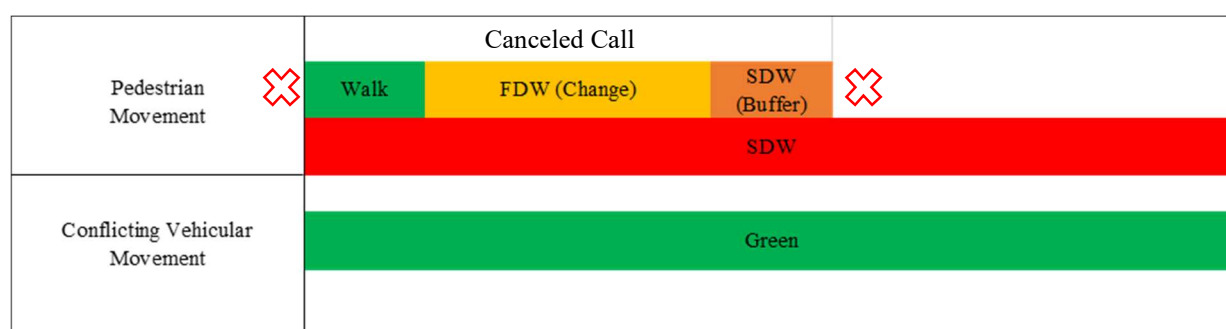 Canceled Call
Pedestrian
Movement
Walk
FDW (Change)
SDW
(Buffer)
SDW
Conflicting Vehicular
Movement
Green